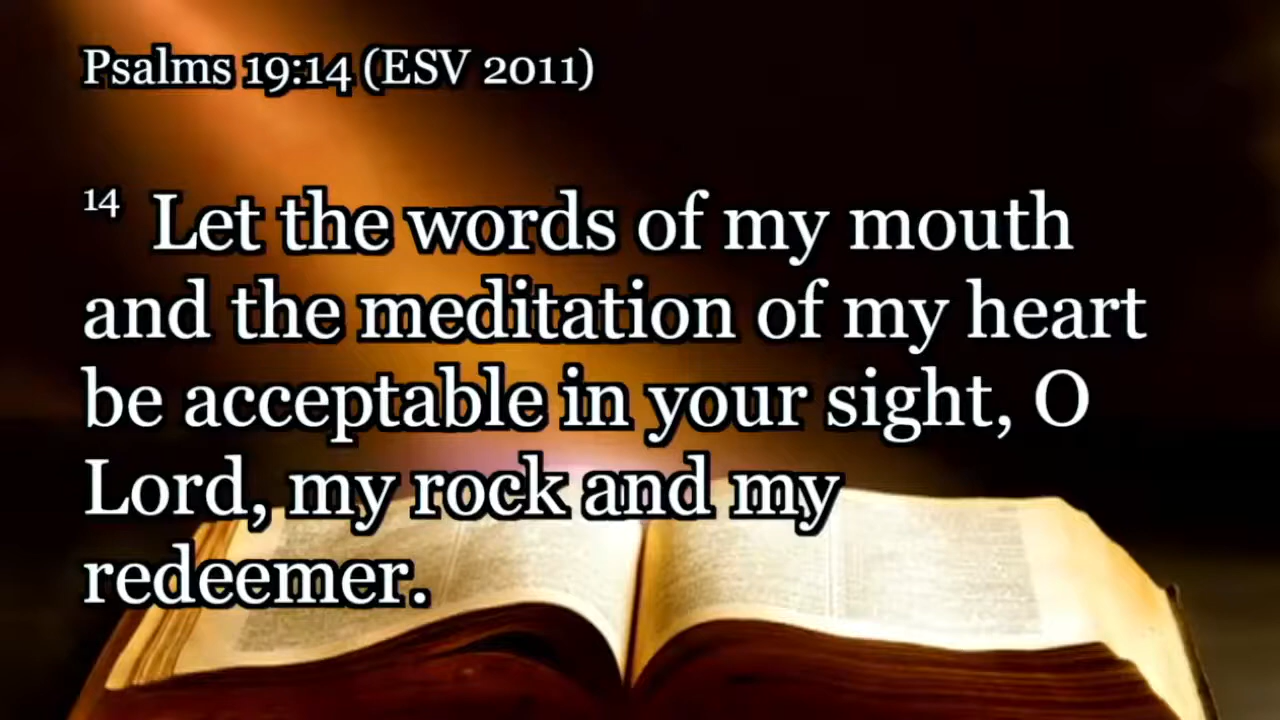 Psalms 19:14 (ESV 2011)
14 Let the words of my mouth
and the meditation of my heart
be acceptable in your sight, O
Lord, my rock and my
redeemer.